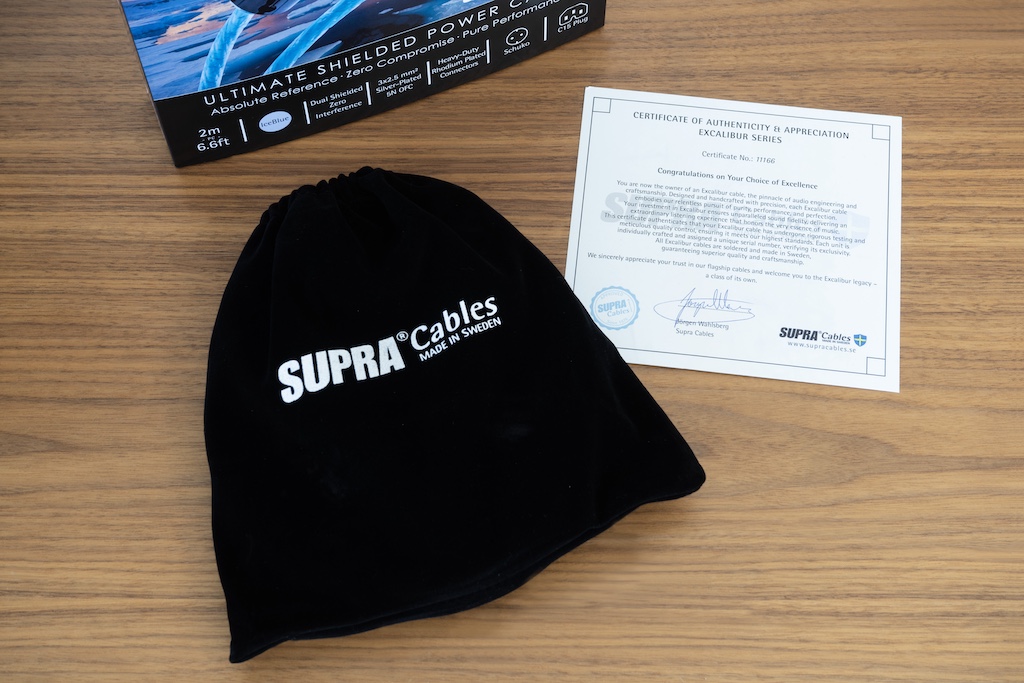 ULTIMATE SHIELDED POWER
Absolute Reference · Zero Compromise · Pure Performance
2m
6.6ft
IceBlue
Dual Shielded
Zero
Interference
3x2.5 mm²
Silver-Plated
5N OFC
Heavy-Duty
Rhodium Plated
Connectors
Schuko
C15 Plug
CERTIFICATE OF AUTHENTICITY & APPRECIATION
EXCALIBUR SERIES
Certificate No.: 11166
Congratulations on Your Choice of Excellence
You are now the owner of an Excalibur cable, the pinnacle of audio engineering and
craftsmanship. Designed and handcrafted with precision, each Excalibur cable
embodies our relentless pursuit of purity, performance, and perfection.
Your investment in Excalibur ensures unparalleled sound fidelity, delivering an
extraordinary listening experience that honors the very essence of music.
This certificate authenticates that your Excalibur cable has undergone rigorous testing and
meticulous quality control, ensuring it meets our highest standards. Each unit is
individually crafted and assigned a unique serial number, verifying its exclusivity.
All Excalibur cables are soldered and made in Sweden,
guaranteeing superior quality and craftsmanship.
We sincerely appreciate your trust in our flagship cables and welcome you to the Excalibur legacy –
a class of its own.
SUPRA
Cables
Jörgen Wahlsberg
Supra Cables
SUPRA® Cables
MADE IN SWEDEN
www.supracables.se
SUPRA® Cables
MADE IN SWEDEN